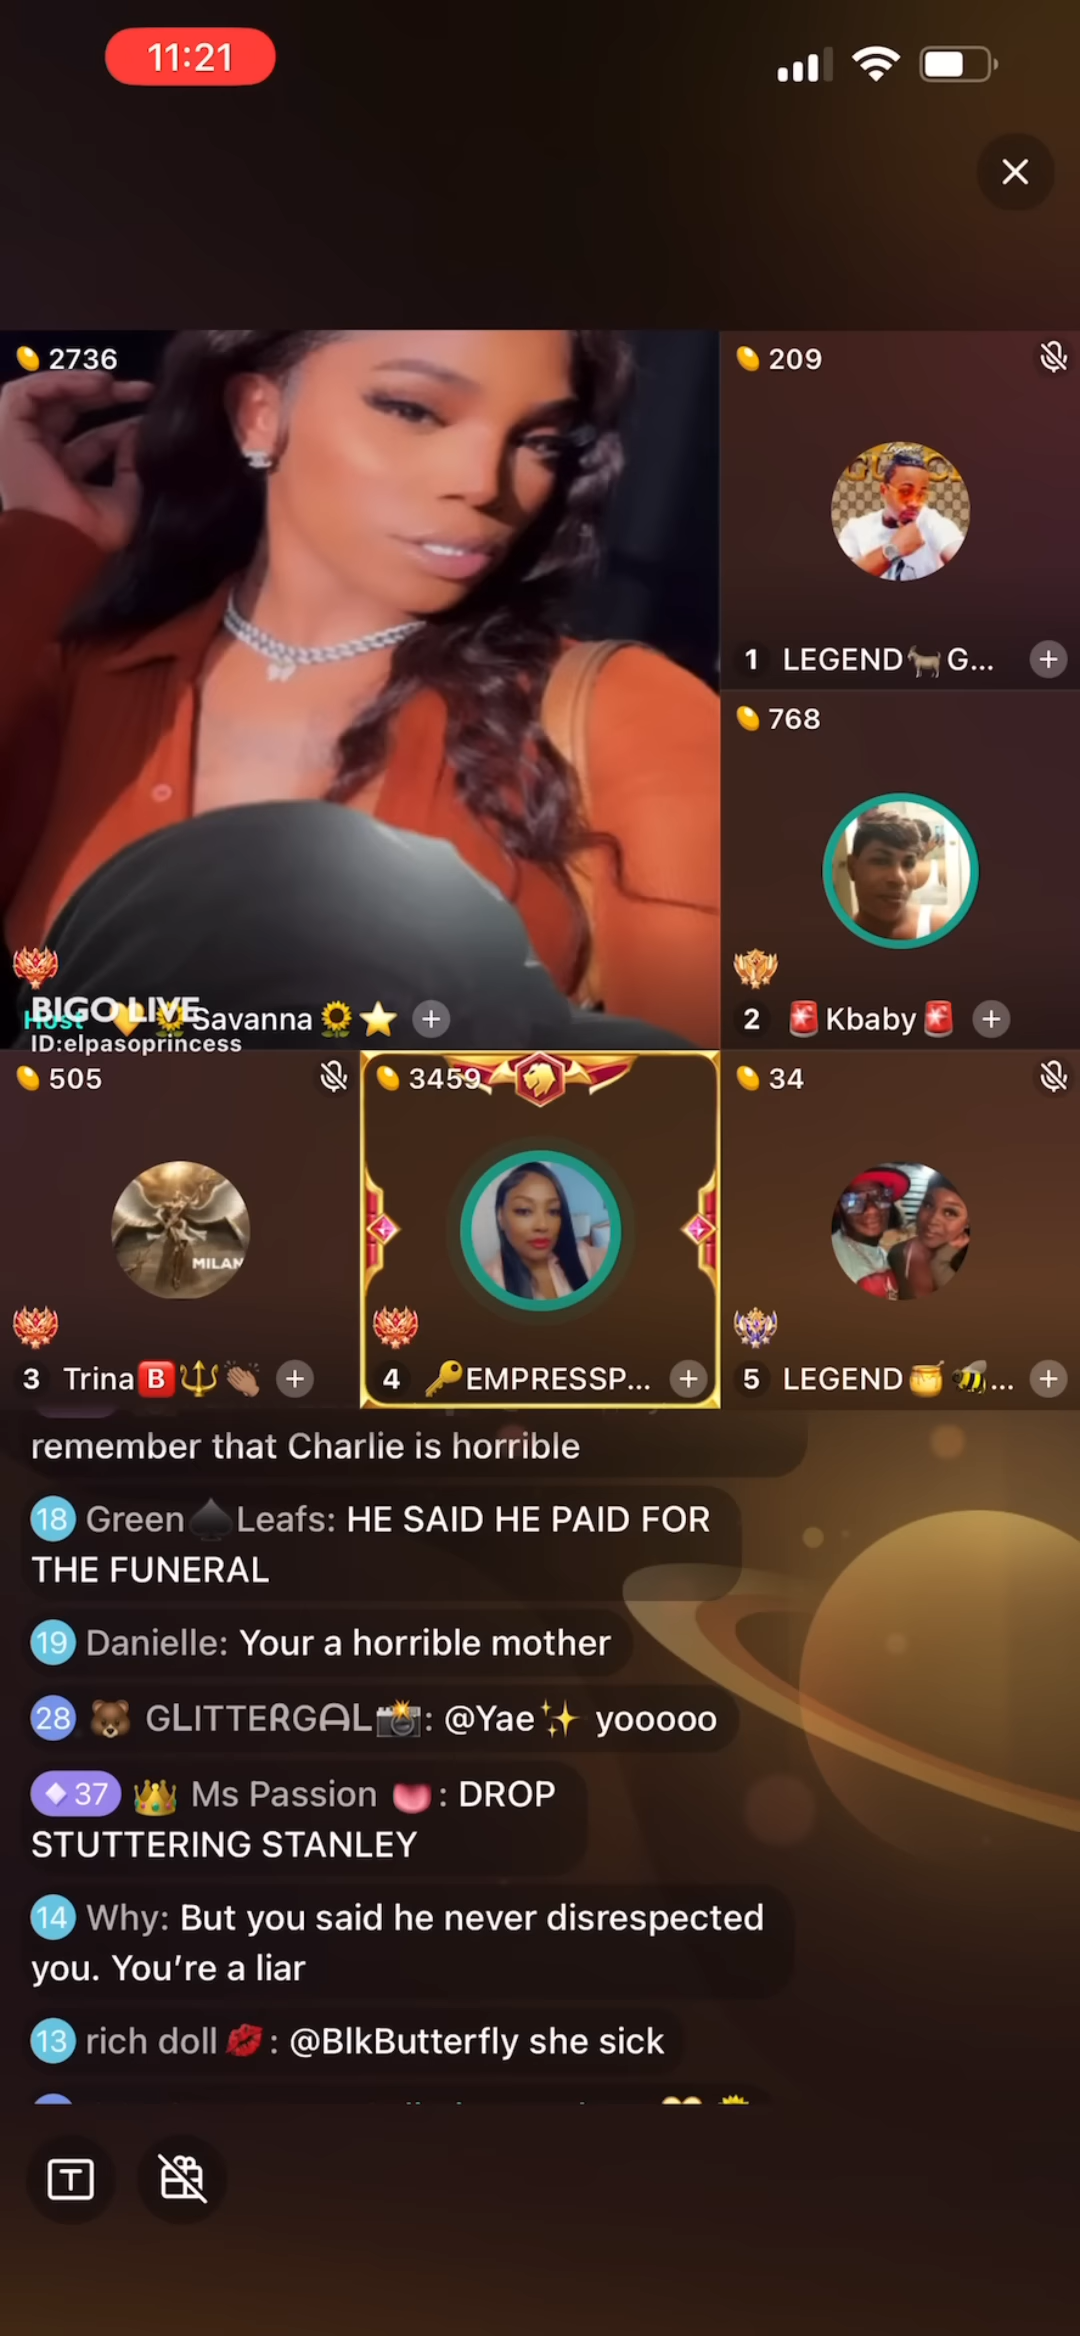 11:21
2736
209
1 LEGEND🐐G...
768
BIGO LIVE
Host 💛🌻Savanna🌻⭐
ID:elpasoprincess
2 🚨Kbaby🚨
505
3459
34
MILAN
3 Trina🅱️🔱👏🏽
4 🔑EMPRESSP...
5 LEGEND🍯🐝...
remember that Charlie is horrible
18 Green♠️Leafs: HE SAID HE PAID FOR
THE FUNERAL
19 Danielle: Your a horrible mother
28 🐻 GLITTERGᗩL📸: @Yae✨ yooooo
37 👑 Ms Passion 👅: DROP
STUTTERING STANLEY
14 Why: But you said he never disrespected
you. You’re a liar
13 rich doll💋: @BlkButterfly she sick
T